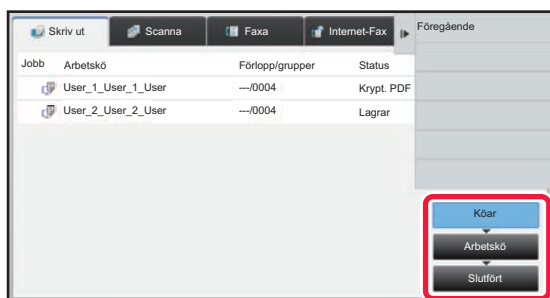 Skriv ut Scanna Faxa Internet-Fax Föregående
Jobb Arbetskö Förlopp/grupper Status
User_1_User_1_User ---/0004 Krypt. PDF
User_2_User_2_User ---/0004 Lagrar
Köar
Arbetskö
Slutfört